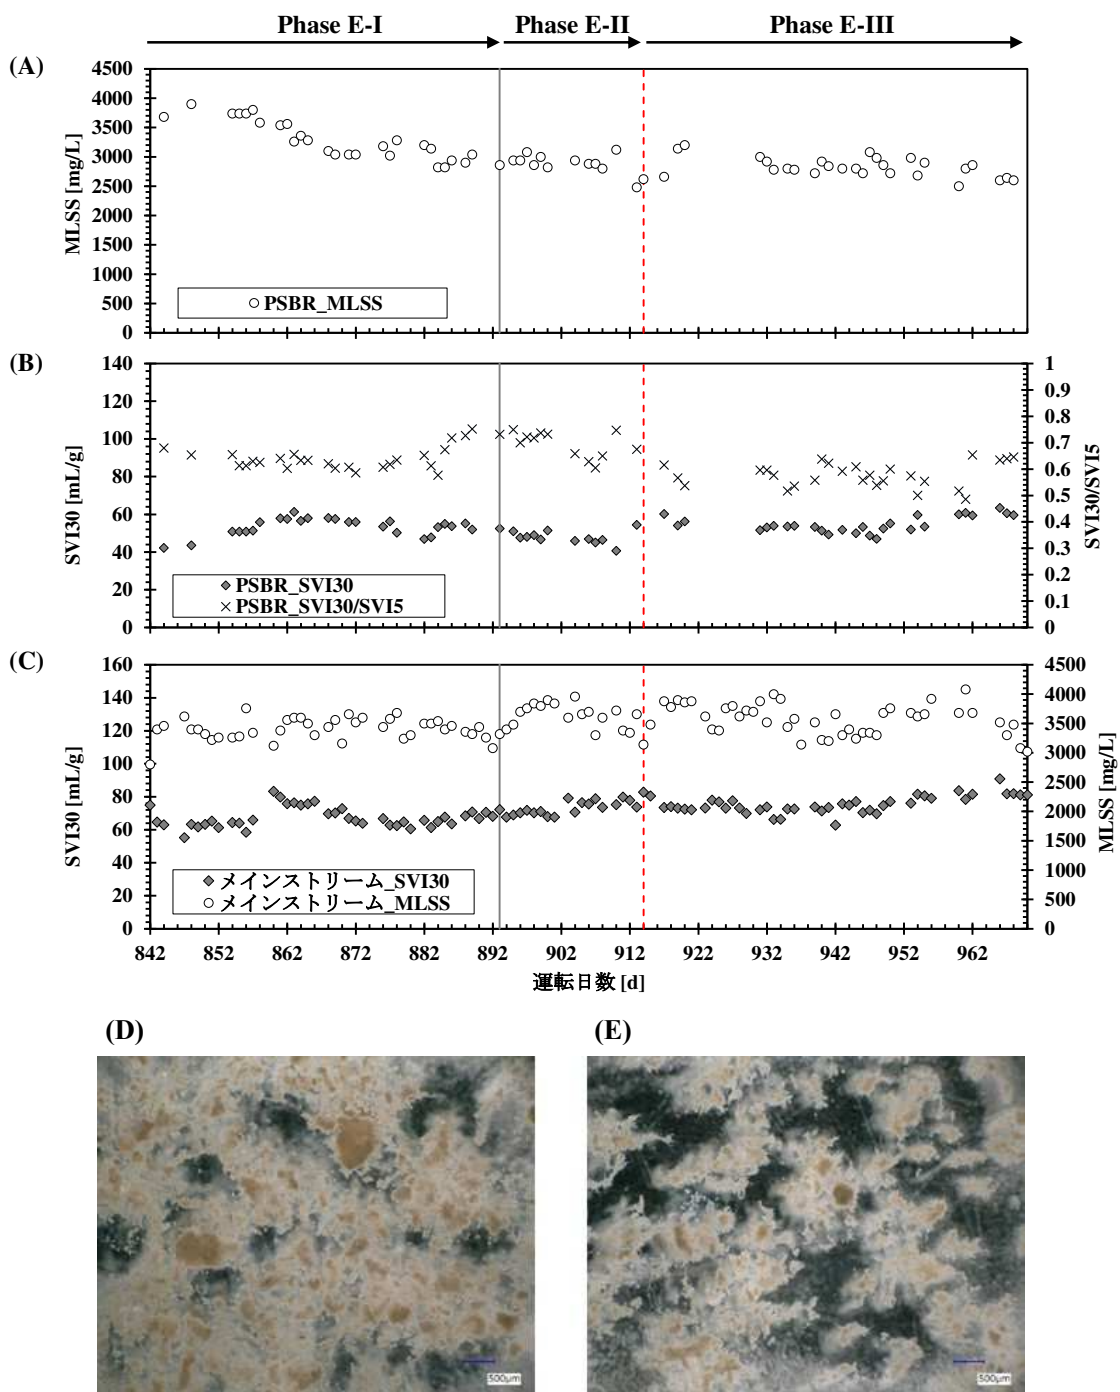 Phase E-I Phase E-II Phase E-III
(A)
4500
4000
3500
3000
2500
2000
1500
1000
500
0
MLSS [mg/L]
PSBR_MLSS
(B)
140
120
100
80
60
40
20
0
SVI30 [mL/g]
1
0.9
0.8
0.7
0.6
0.5
0.4
0.3
0.2
0.1
0
SVI30/SVI5
PSBR_SVI30
PSBR_SVI30/SVI5
(C)
160
140
120
100
80
60
40
20
0
SVI30 [mL/g]
4500
4000
3500
3000
2500
2000
1500
1000
500
0
MLSS [mg/L]
メインストリーム_SVI30
メインストリーム_MLSS
842 852 862 872 882 892 902 912 922 932 942 952 962
運転日数 [d]
(D) (E)
500μm 500μm